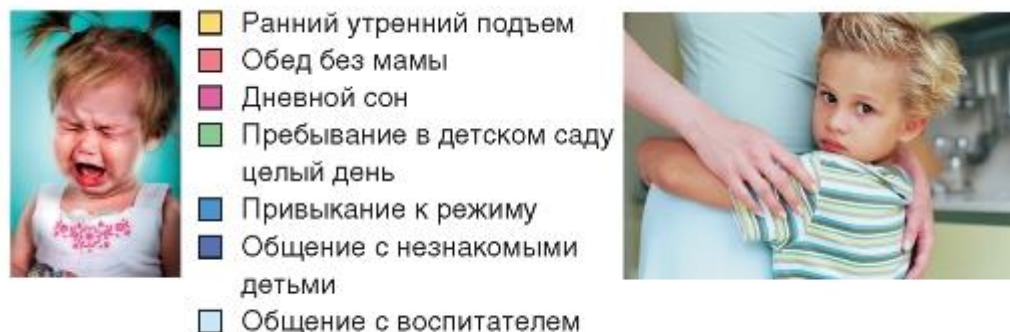 Ранний утренний подъем
Обед без мамы
Дневной сон
Пребывание в детском саду
целый день
Привыкание к режиму
Общение с незнакомыми
детьми
Общение с воспитателем